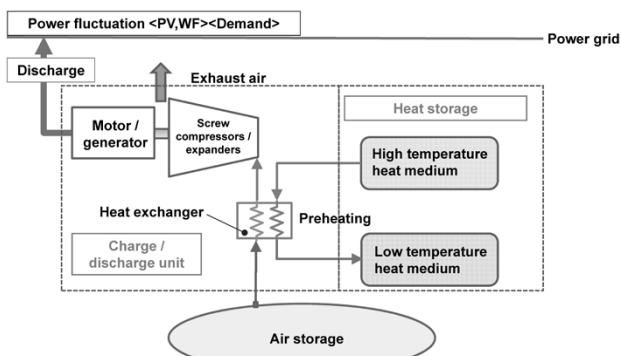 Power fluctuation <PV,WF><Demand>
Power grid
Discharge
Exhaust air
Motor /
generator
Screw
compressors /
expanders
Heat storage
High temperature
heat medium
Heat exchanger
Preheating
Charge /
discharge unit
Low temperature
heat medium
Air storage